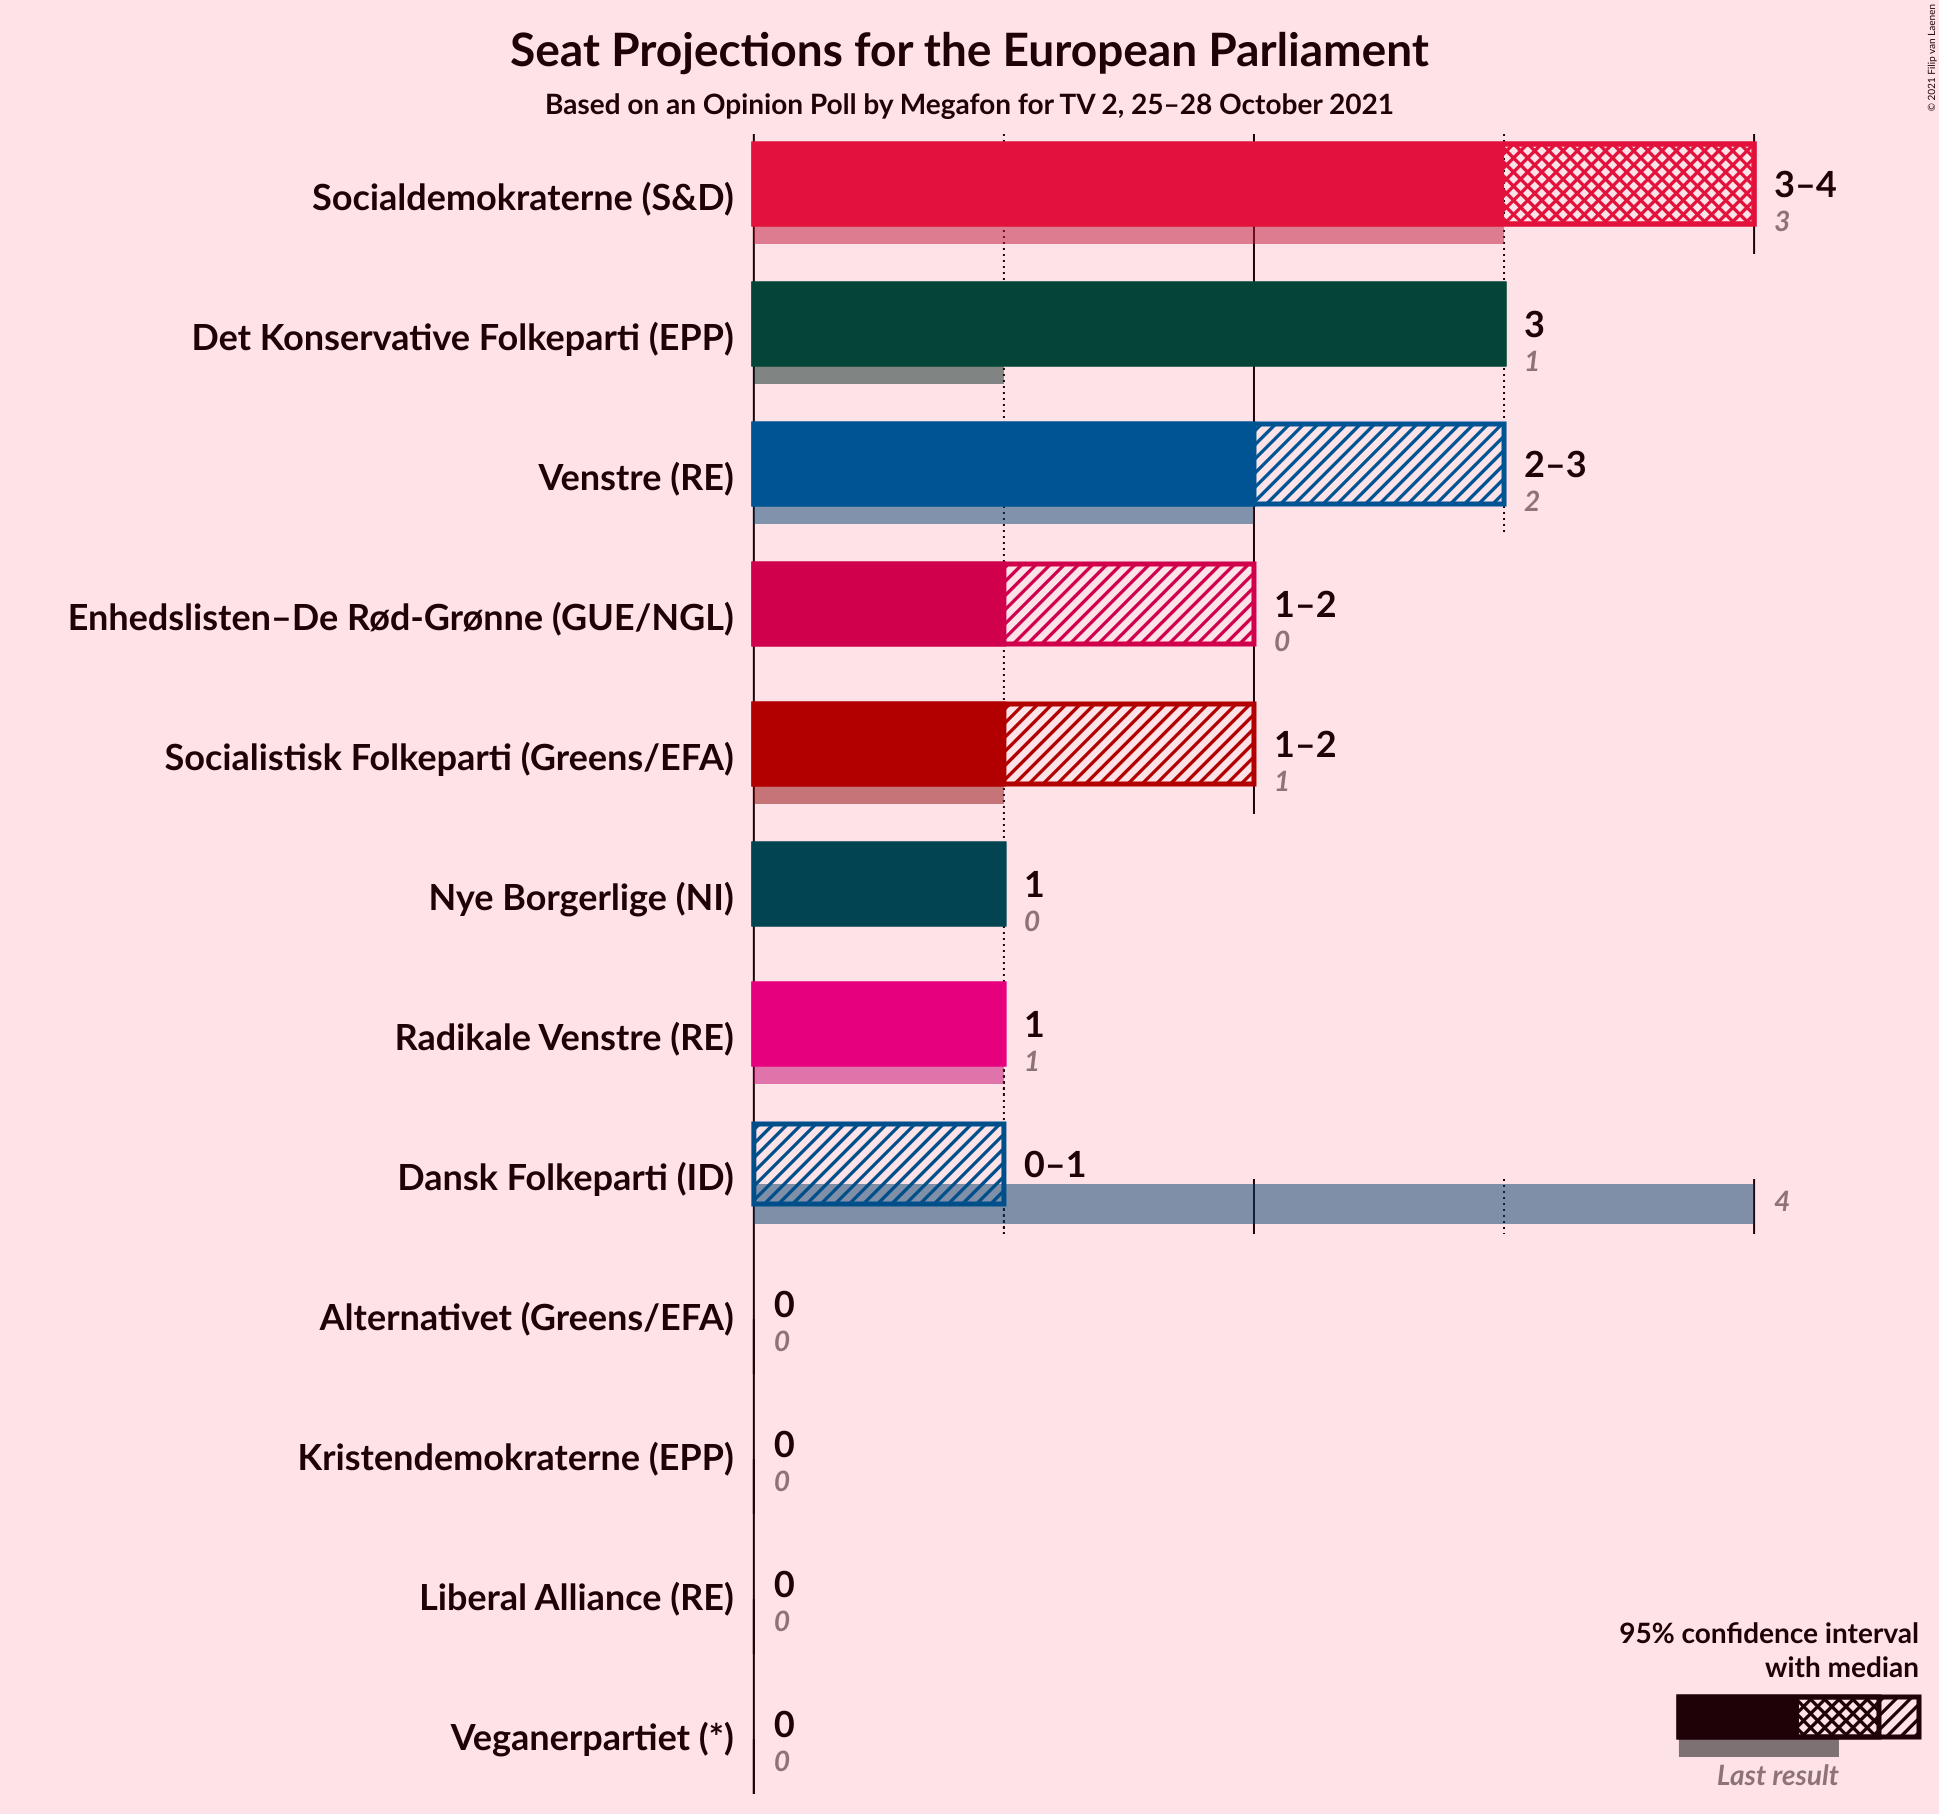 Seat Projections for the European Parliament
Based on an Opinion Poll by Megafon for TV 2, 25–28 October 2021
© 2021 Filip van Laenen
Socialdemokraterne (S&D)
3–4
3
Det Konservative Folkeparti (EPP)
3
1
Venstre (RE)
2–3
2
Enhedslisten–De Rød-Grønne (GUE/NGL)
1–2
0
Socialistisk Folkeparti (Greens/EFA)
1–2
1
Nye Borgerlige (NI)
1
0
Radikale Venstre (RE)
1
1
Dansk Folkeparti (ID)
0–1
4
Alternativet (Greens/EFA)
0
0
Kristendemokraterne (EPP)
0
0
Liberal Alliance (RE)
0
0
Veganerpartiet (*)
0
0
95% confidence interval
with median
Last result